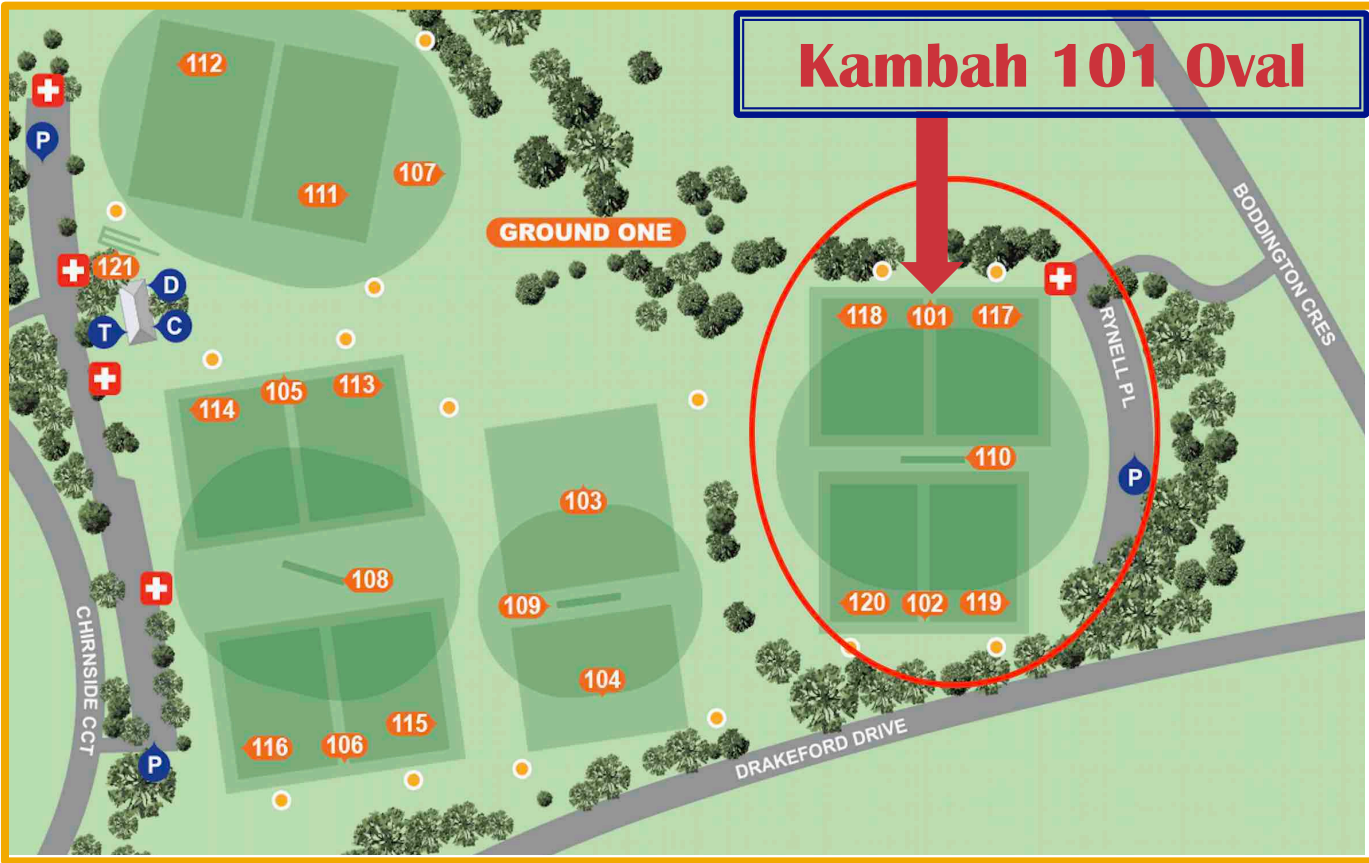 Kambah 101 Oval
112
P
111
107
GROUND ONE
BODDINGTON CRES
121
D
T
C
118
101
117
RYNELL PL
114
105
113
110
P
103
108
109
120
102
119
CHIRNSIDE CCT
104
116
106
115
P
DRAKEFORD DRIVE